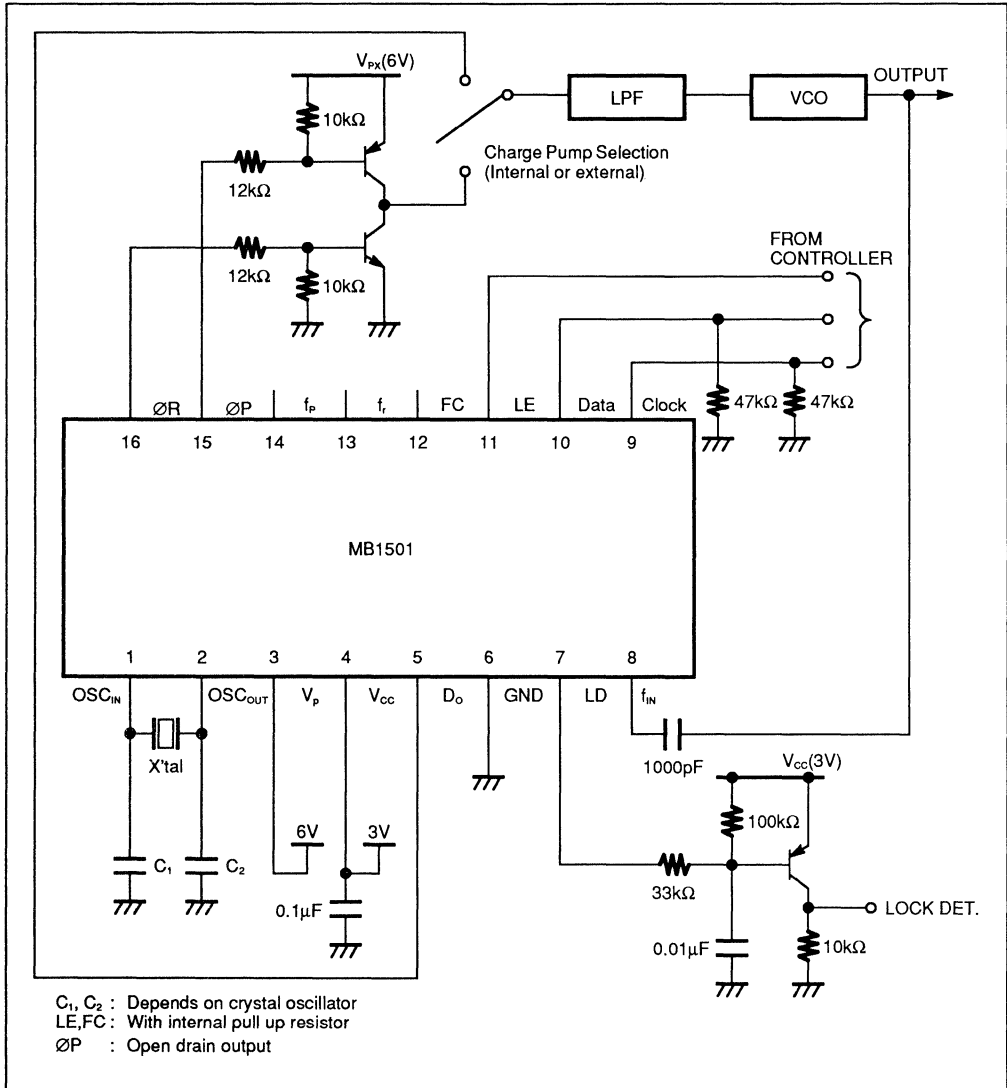 V_PX(6V)
OUTPUT
LPF
VCO
10kΩ
Charge Pump Selection
(Internal or external)
12kΩ
FROM
CONTROLLER
12kΩ
10kΩ
47kΩ
47kΩ
ØR
ØP
f_P
f_r
FC
LE
Data
Clock
16
15
14
13
12
11
10
9
MB1501
1
2
3
4
5
6
7
8
OSC_IN
OSC_OUT
V_p
V_CC
D_O
GND
LD
f_IN
X'tal
1000pF
V_CC(3V)
100kΩ
6V
3V
C₁
C₂
33kΩ
0.1µF
LOCK DET.
0.01µF
10kΩ
C₁, C₂ : Depends on crystal oscillator
LE,FC : With internal pull up resistor
ØP : Open drain output